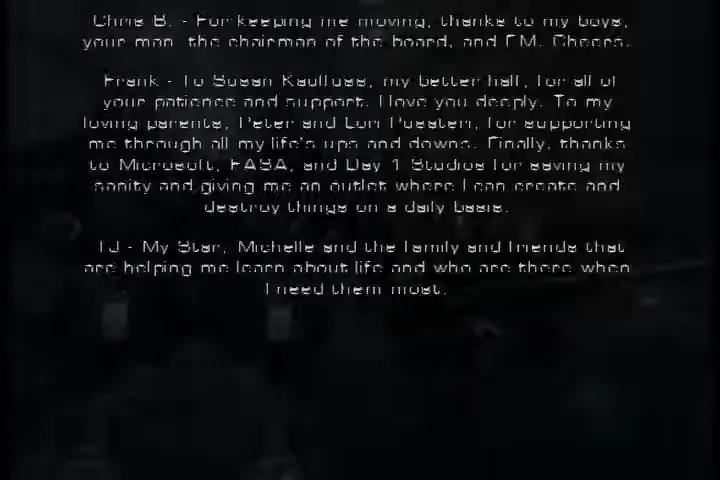 Chris B. - For keeping me moving, thanks to my boys,
your man, the chairman of the board, and FM. Cheers.
Frank - To Susan Kaulfuss, my better half, for all of
your patience and support. I love you deeply. To my
loving parents, Peter and Lori Pusateri, for supporting
me through all my life's ups and downs. Finally, thanks
to Microsoft, FASA, and Day 1 Studios for saving my
sanity and giving me an outlet where I can create and
destroy things on a daily basis.
TJ - My Star, Michelle and the family and friends that
are helping me learn about life and who are there when
I need them most.